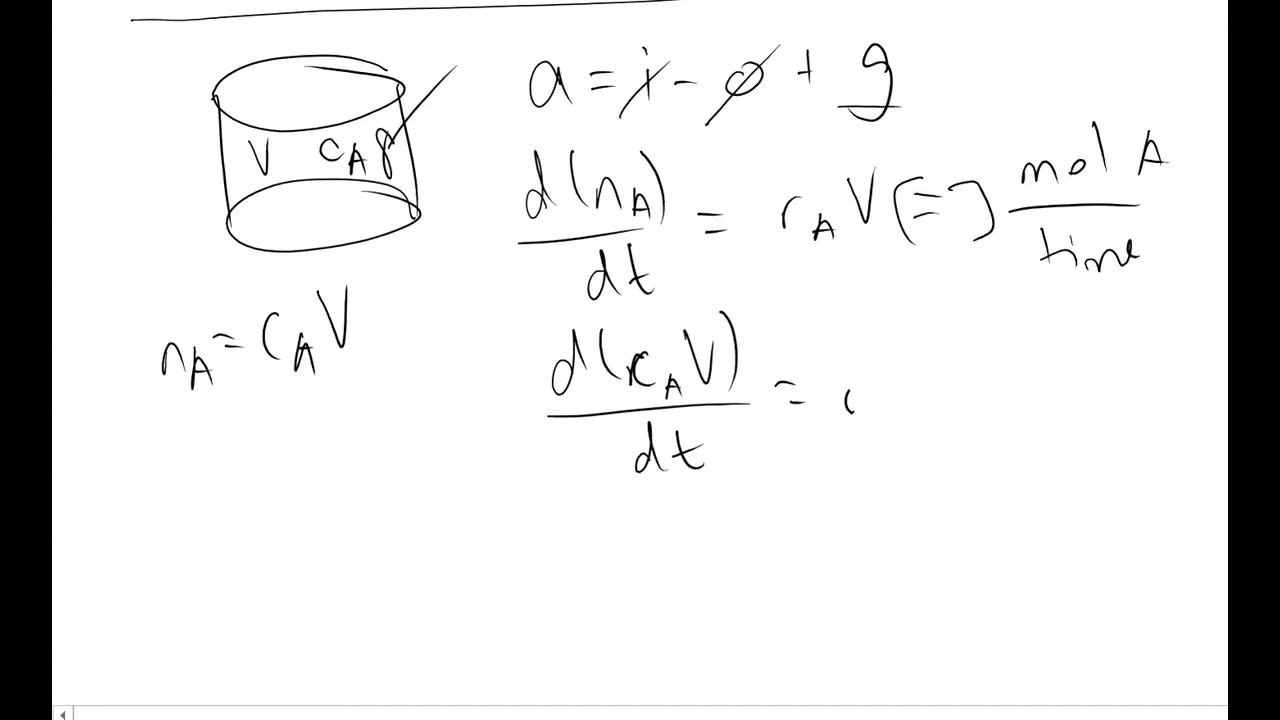 a = i - o + g
V C_A ρ
d(n_A)/dt = r_A V [=] mol A/time
n_A = C_A V
d(C_A V)/dt =